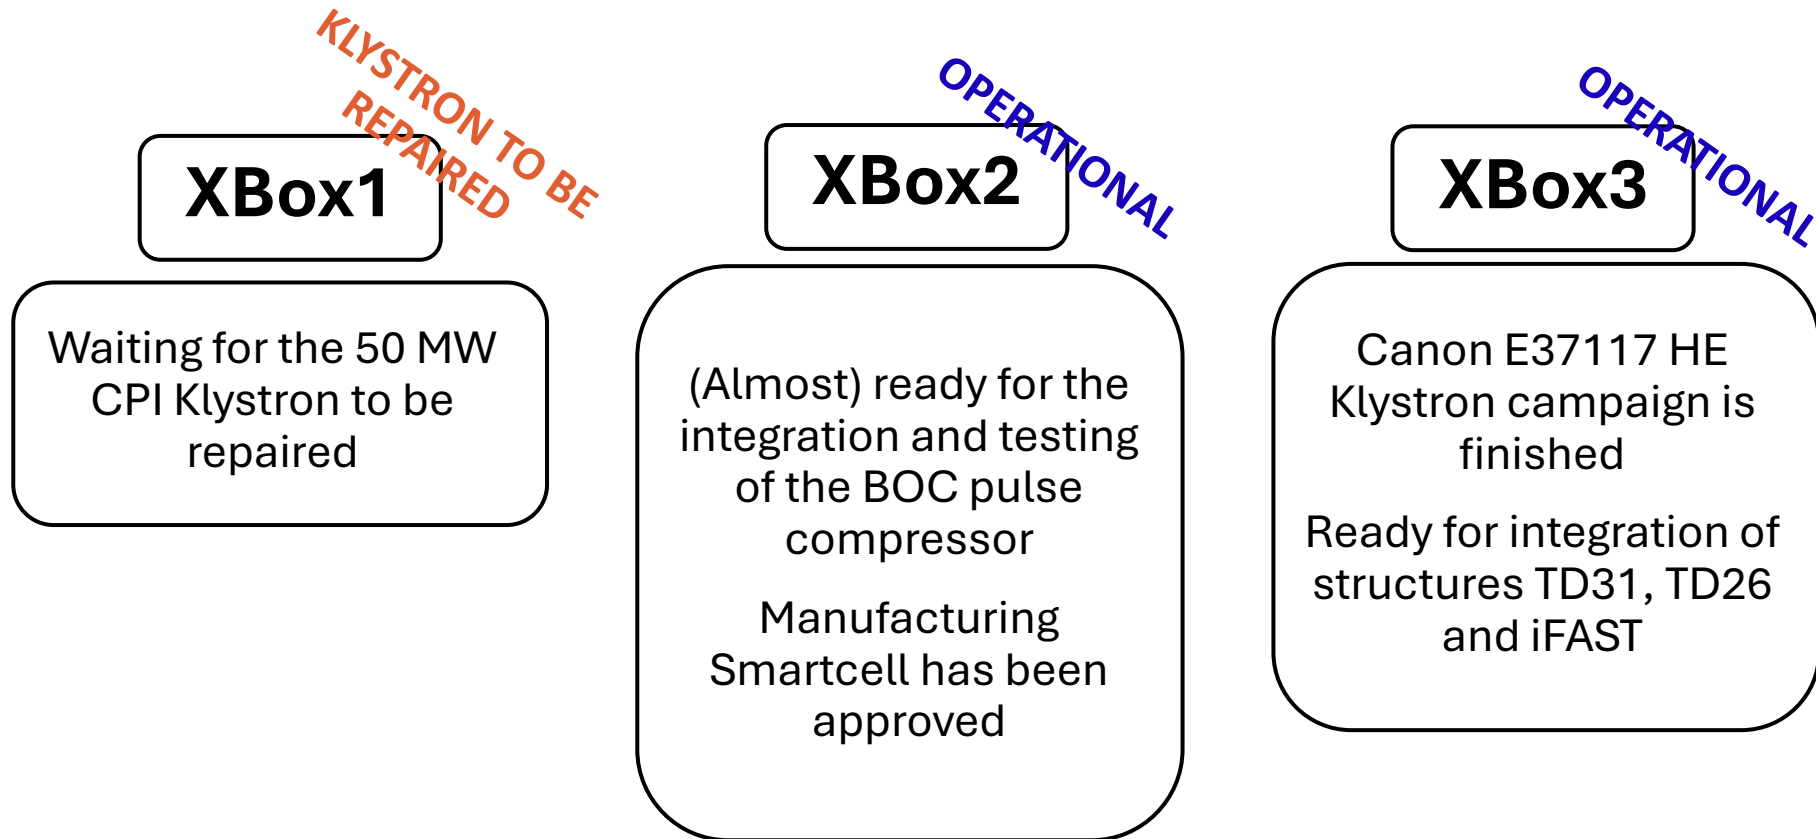 KLYSTRON TO BE
REPAIRED
XBox1
Waiting for the 50 MW
CPI Klystron to be
repaired
OPERATIONAL
XBox2
(Almost) ready for the
integration and testing
of the BOC pulse
compressor
Manufacturing
Smartcell has been
approved
OPERATIONAL
XBox3
Canon E37117 HE
Klystron campaign is
finished
Ready for integration of
structures TD31, TD26
and iFAST